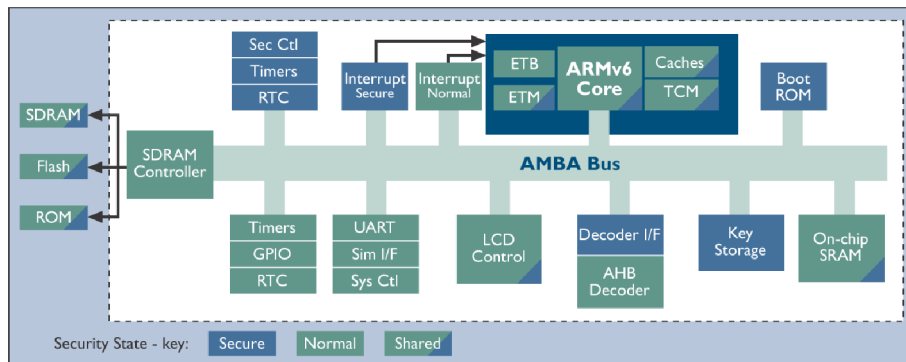 Sec Ctl
Timers
RTC
Interrupt
Secure
Interrupt
Normal
ETB
ETM
ARMv6
Core
Caches
TCM
Boot
ROM
SDRAM
Flash
ROM
SDRAM
Controller
AMBA Bus
Timers
GPIO
RTC
UART
Sim I/F
Sys Ctl
LCD
Control
Decoder I/F
AHB
Decoder
Key
Storage
On-chip
SRAM
Security State - key: Secure Normal Shared